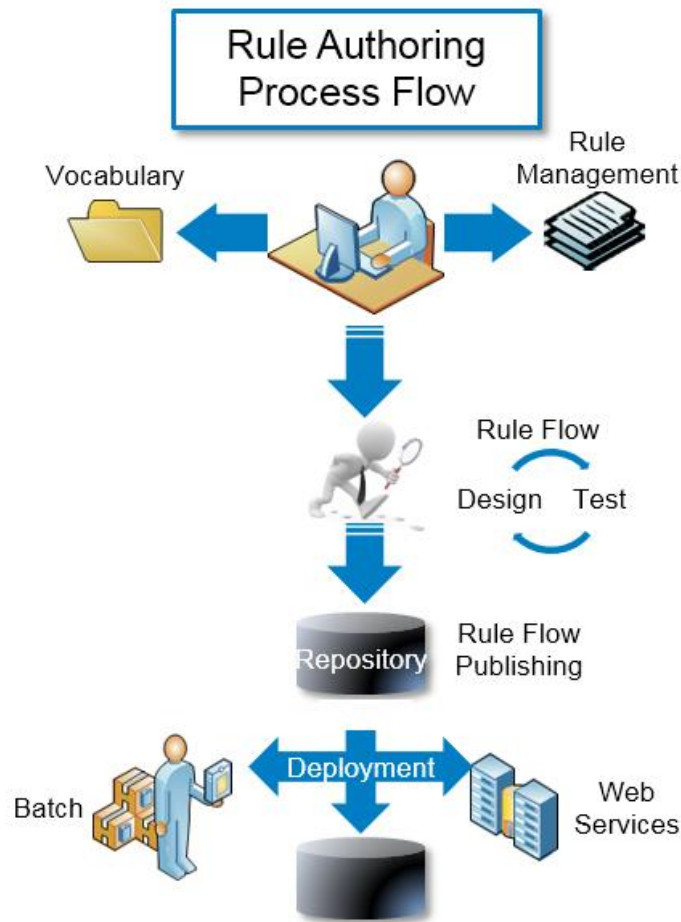 Rule Authoring
Process Flow
Vocabulary
Rule
Management
Rule Flow
Design Test
Repository
Rule Flow
Publishing
Deployment
Batch
Web
Services